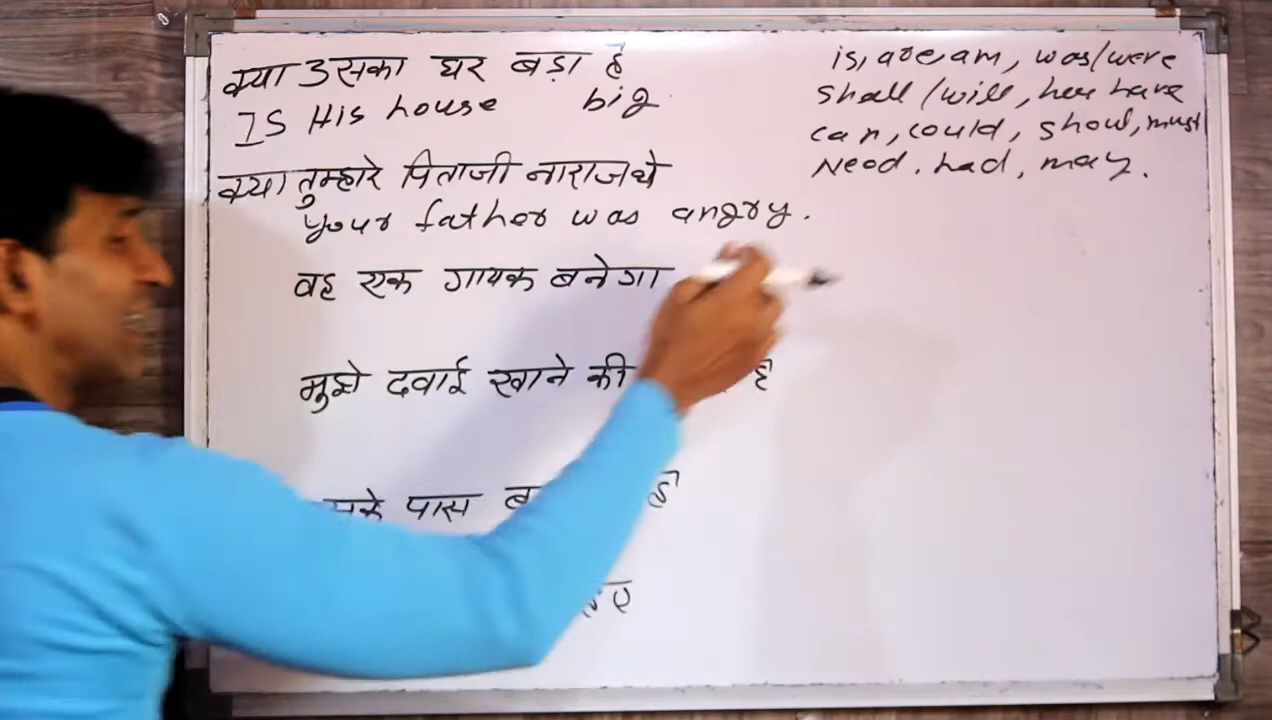 क्या उसका घर बड़ा है
Is His house big
क्या तुम्हारे पिताजी नाराज थे
your father was angry.
वह एक गायक बनेगा
मुझे दवाई खाने की है
पास
is, are, am, was/were
shall/will, has have
can, could, shoul, must
Need. had, may.